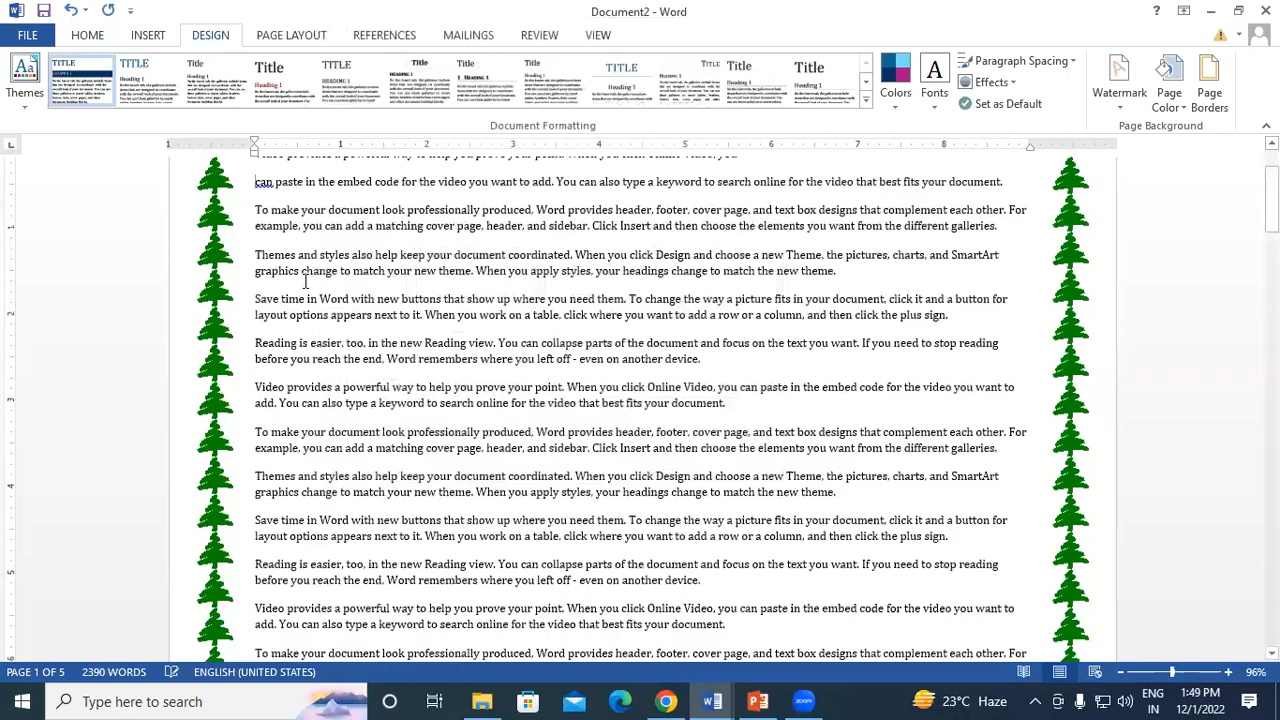 Document2 - Word
FILE HOME INSERT DESIGN PAGE LAYOUT REFERENCES MAILINGS REVIEW VIEW
Themes
TITLE
HEADING 1
TITLE
Heading 1
Title
Heading 1
Title
Heading 1
TITLE
HEADING 1
TITLE
HEADING 1
Title
1 Heading 1
TITLE
Heading 1
TITLE
Heading 1
Title
Heading 1
Title
Heading 1
Colors
Fonts
Paragraph Spacing
Effects
Set as Default
Watermark
Page Color
Page Borders
Document Formatting
Page Background
1 1 2 3 4 5 6 7 8
Video provides a powerful way to help you prove your point. When you click Online Video, you
can paste in the embed code for the video you want to add. You can also type a keyword to search online for the video that best fits your document.
To make your document look professionally produced, Word provides header, footer, cover page, and text box designs that complement each other. For
example, you can add a matching cover page, header, and sidebar. Click Insert and then choose the elements you want from the different galleries.
Themes and styles also help keep your document coordinated. When you click Design and choose a new Theme, the pictures, charts, and SmartArt
graphics change to match your new theme. When you apply styles, your headings change to match the new theme.
Save time in Word with new buttons that show up where you need them. To change the way a picture fits in your document, click it and a button for
layout options appears next to it. When you work on a table, click where you want to add a row or a column, and then click the plus sign.
Reading is easier, too, in the new Reading view. You can collapse parts of the document and focus on the text you want. If you need to stop reading
before you reach the end, Word remembers where you left off - even on another device.
Video provides a powerful way to help you prove your point. When you click Online Video, you can paste in the embed code for the video you want to
add. You can also type a keyword to search online for the video that best fits your document.
To make your document look professionally produced, Word provides header, footer, cover page, and text box designs that complement each other. For
example, you can add a matching cover page, header, and sidebar. Click Insert and then choose the elements you want from the different galleries.
Themes and styles also help keep your document coordinated. When you click Design and choose a new Theme, the pictures, charts, and SmartArt
graphics change to match your new theme. When you apply styles, your headings change to match the new theme.
Save time in Word with new buttons that show up where you need them. To change the way a picture fits in your document, click it and a button for
layout options appears next to it. When you work on a table, click where you want to add a row or a column, and then click the plus sign.
Reading is easier, too, in the new Reading view. You can collapse parts of the document and focus on the text you want. If you need to stop reading
before you reach the end, Word remembers where you left off - even on another device.
Video provides a powerful way to help you prove your point. When you click Online Video, you can paste in the embed code for the video you want to
add. You can also type a keyword to search online for the video that best fits your document.
To make your document look professionally produced, Word provides header, footer, cover page, and text box designs that complement each other. For
1
2
3
4
5
PAGE 1 OF 5 2390 WORDS ENGLISH (UNITED STATES) 96%
Type here to search
zoom
23°C Haze
ENG
IN
1:49 PM
12/1/2022